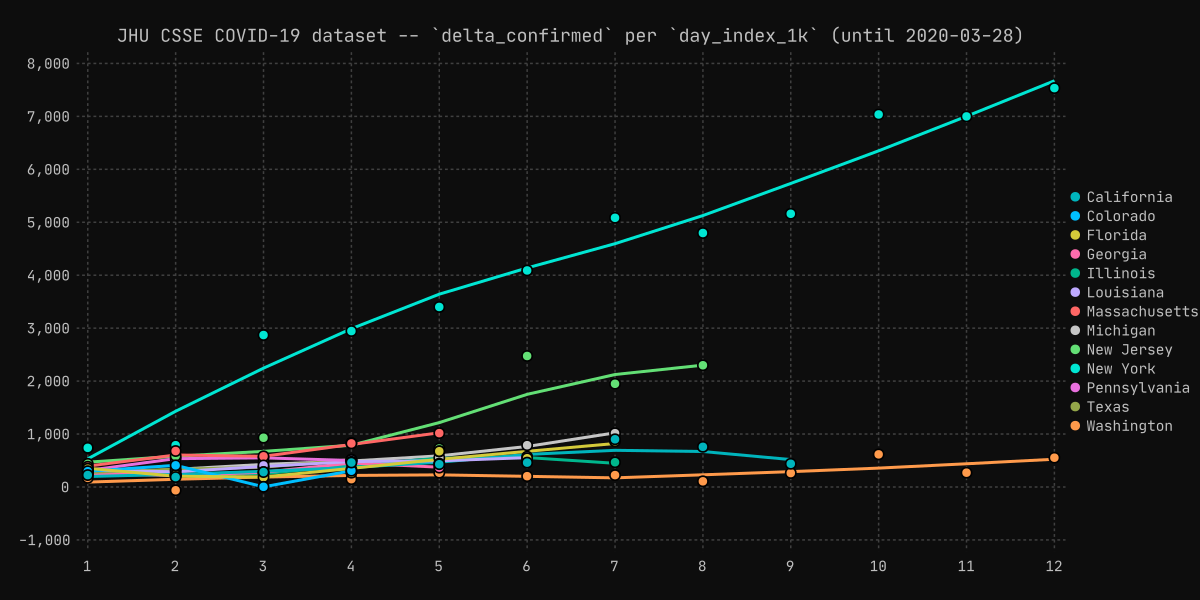 JHU CSSE COVID-19 dataset -- `delta_confirmed` per `day_index_1k` (until 2020-03-28)
8,000
7,000
6,000
5,000
4,000
3,000
2,000
1,000
0
-1,000
1 2 3 4 5 6 7 8 9 10 11 12
California
Colorado
Florida
Georgia
Illinois
Louisiana
Massachusetts
Michigan
New Jersey
New York
Pennsylvania
Texas
Washington